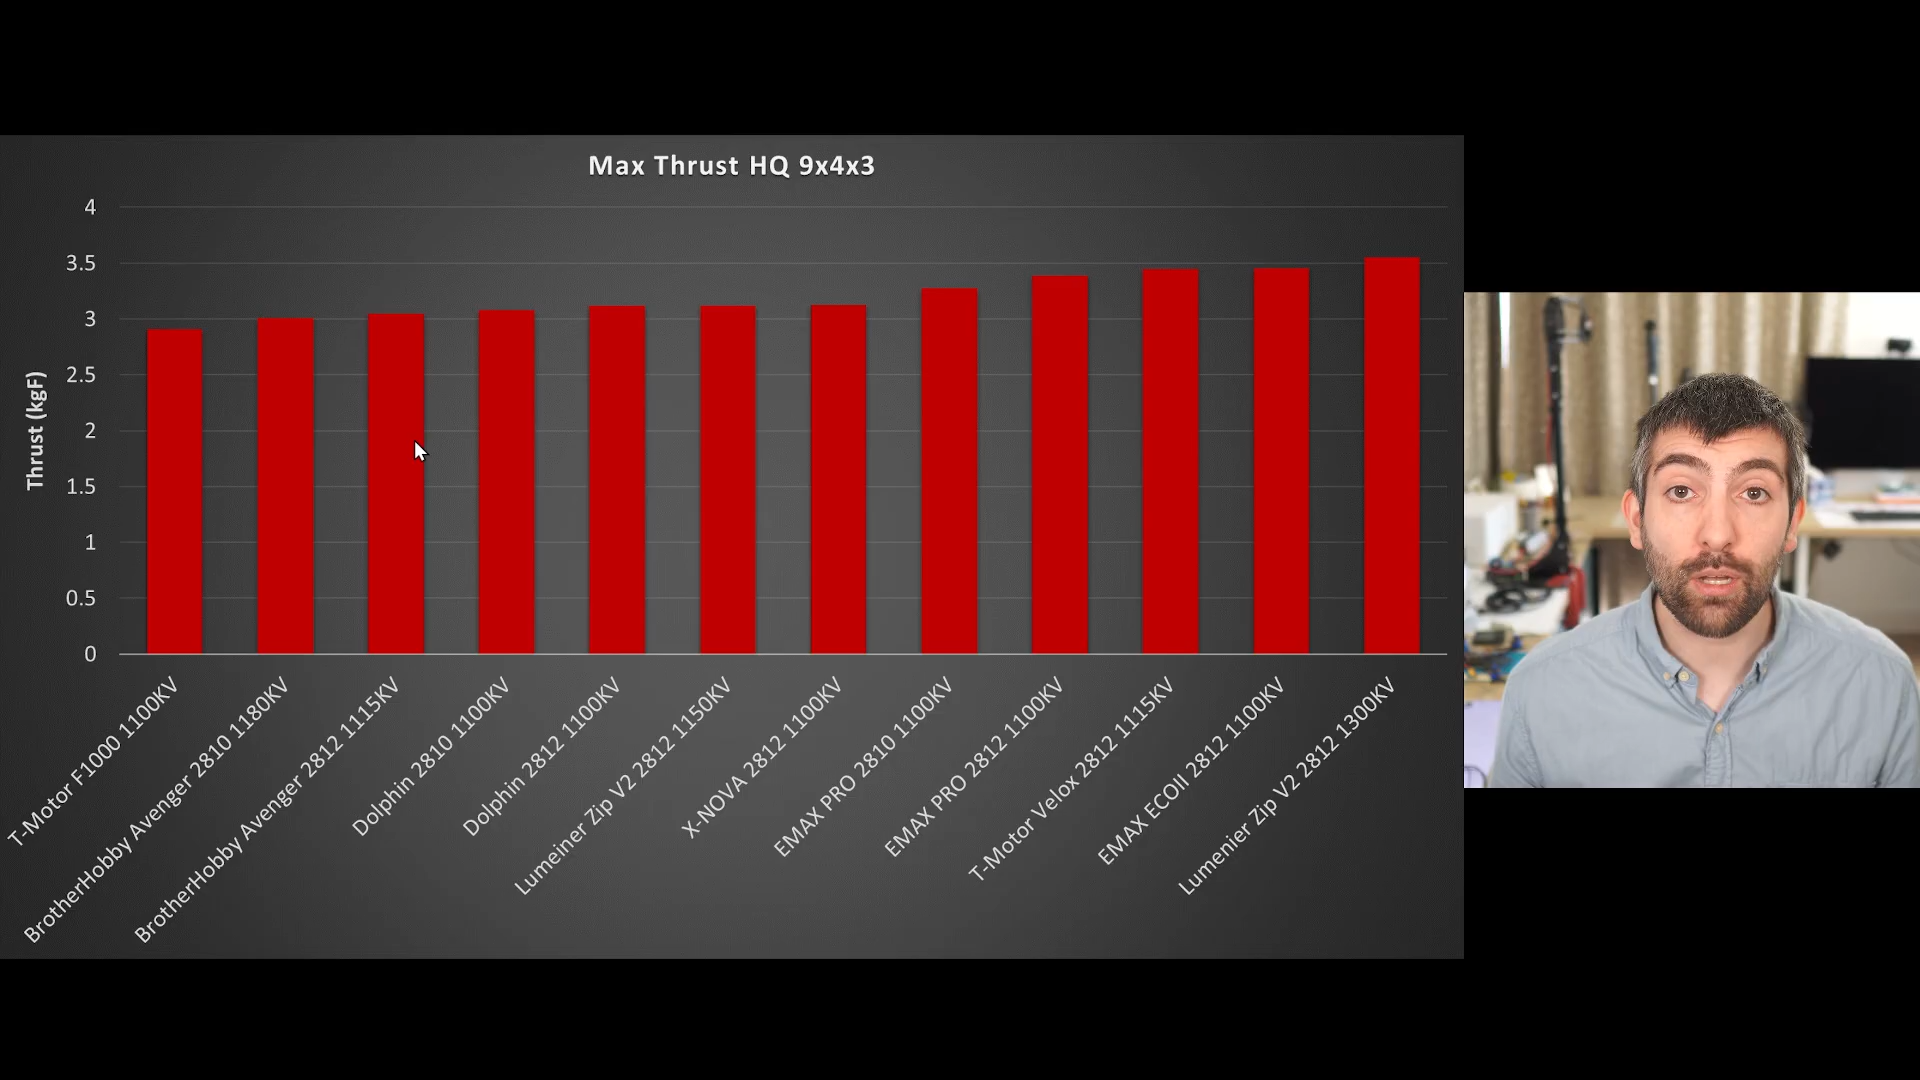 Max Thrust HQ 9x4x3
4
3.5
3
2.5
2
1.5
1
0.5
0
Thrust (kgF)
T-Motor F1000 1100KV
BrotherHobby Avenger 2810 1180KV
BrotherHobby Avenger 2812 1115KV
Dolphin 2810 1100KV
Dolphin 2812 1100KV
Lumeiner Zip V2 2812 1150KV
X-NOVA 2812 1100KV
EMAX PRO 2810 1100KV
EMAX PRO 2812 1100KV
T-Motor Velox 2812 1115KV
EMAX ECOII 2812 1100KV
Lumenier Zip V2 2812 1300KV